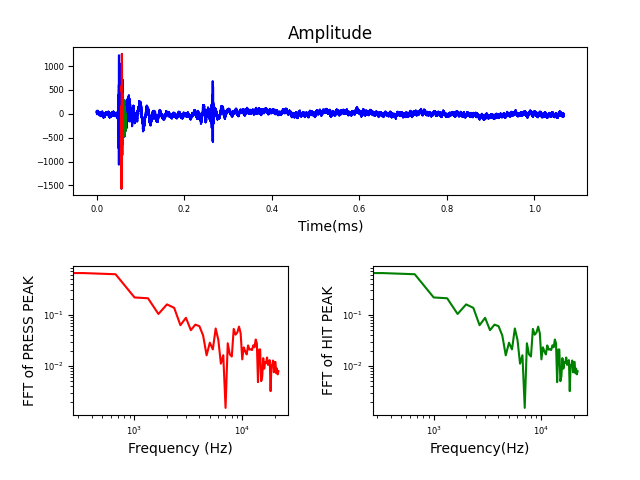 Amplitude
1000
500
0
−500
−1000
−1500
0.0 0.2 0.4 0.6 0.8 1.0
Time(ms)
FFT of PRESS PEAK
10⁻¹
10⁻²
10³ 10⁴
Frequency (Hz)
FFT of HIT PEAK
10⁻¹
10⁻²
10³ 10⁴
Frequency(Hz)